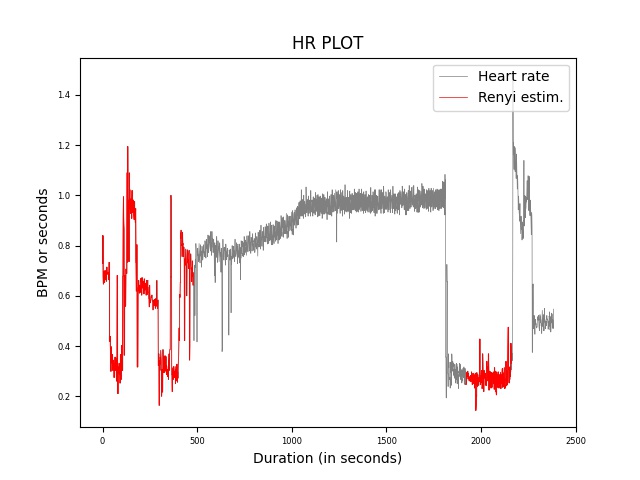 HR PLOT
Heart rate
Renyi estim.
1.4
1.2
1.0
0.8
0.6
0.4
0.2
BPM or seconds
0 500 1000 1500 2000 2500
Duration (in seconds)